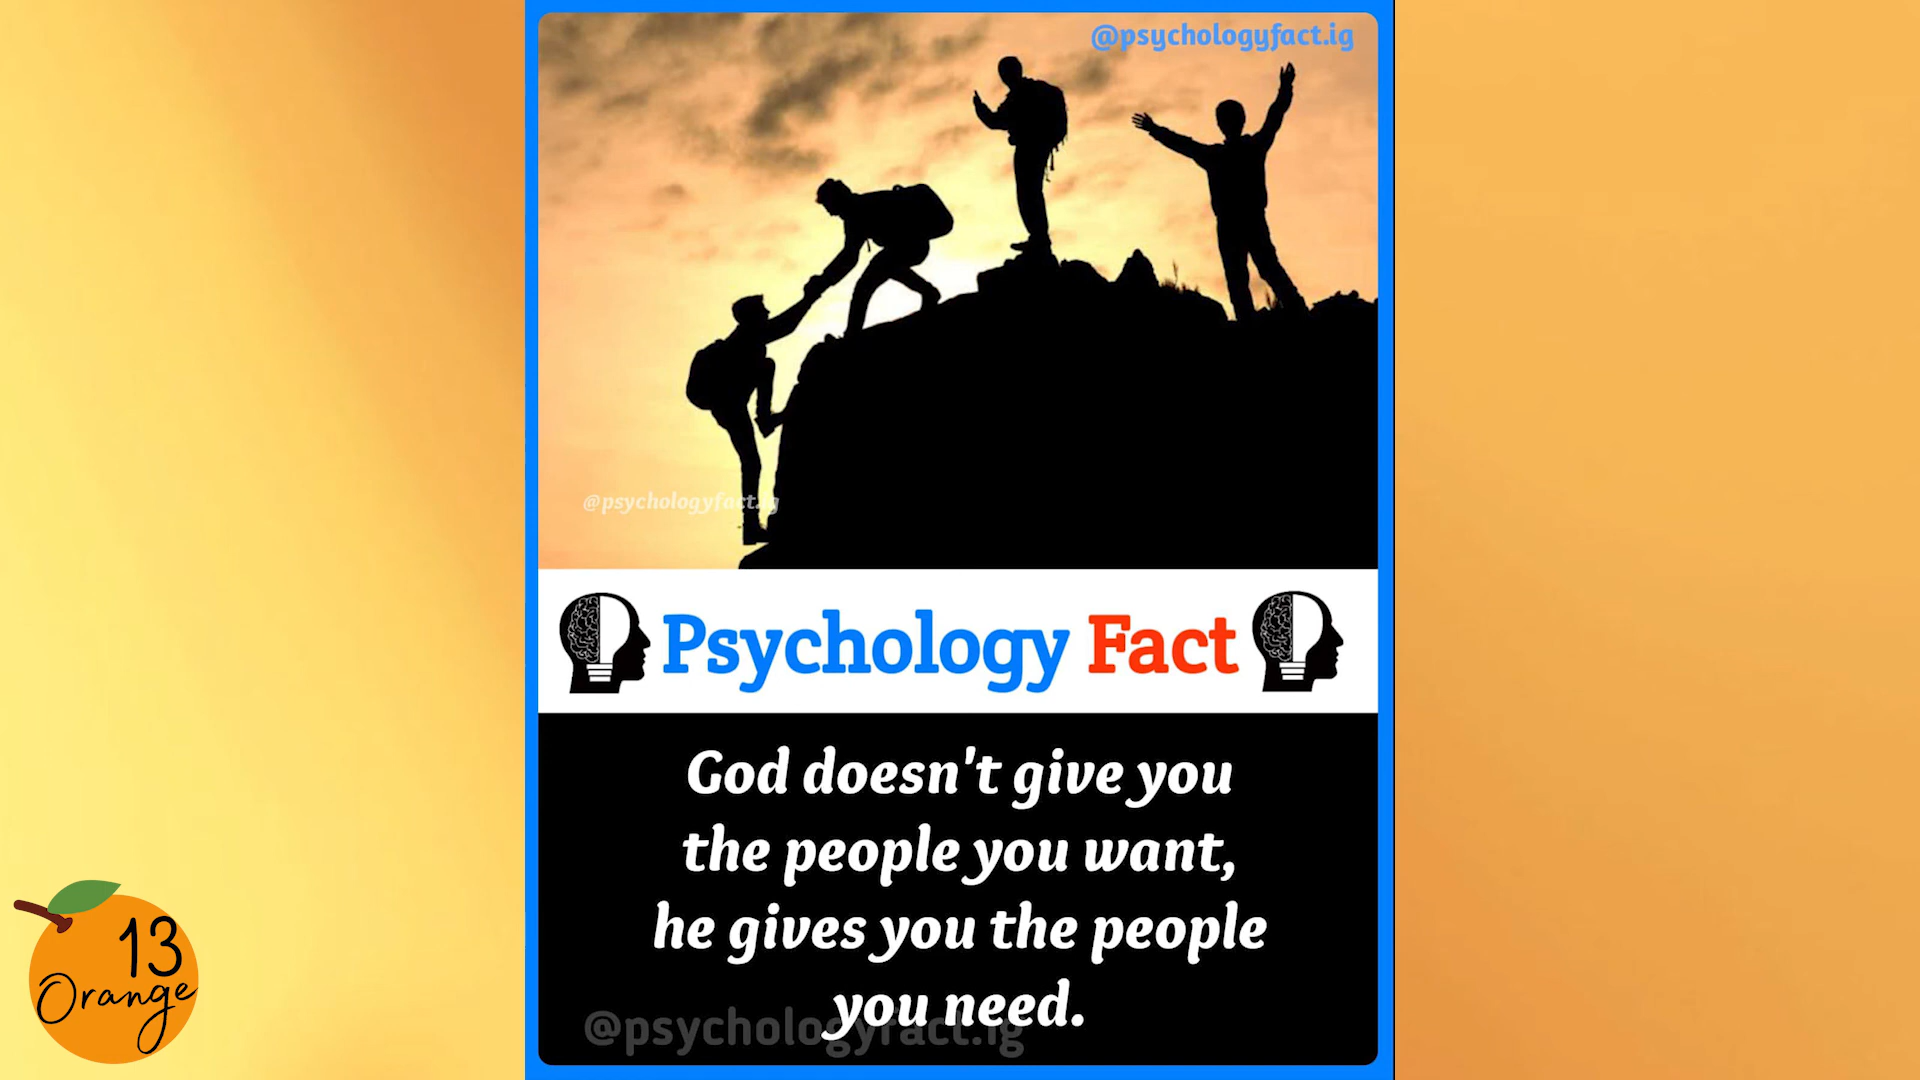 @psychologyfact.ig
@psychologyfact.ig
Psychology Fact
God doesn't give you
the people you want,
he gives you the people
you need.
@psychologyfact.ig
13
Orange